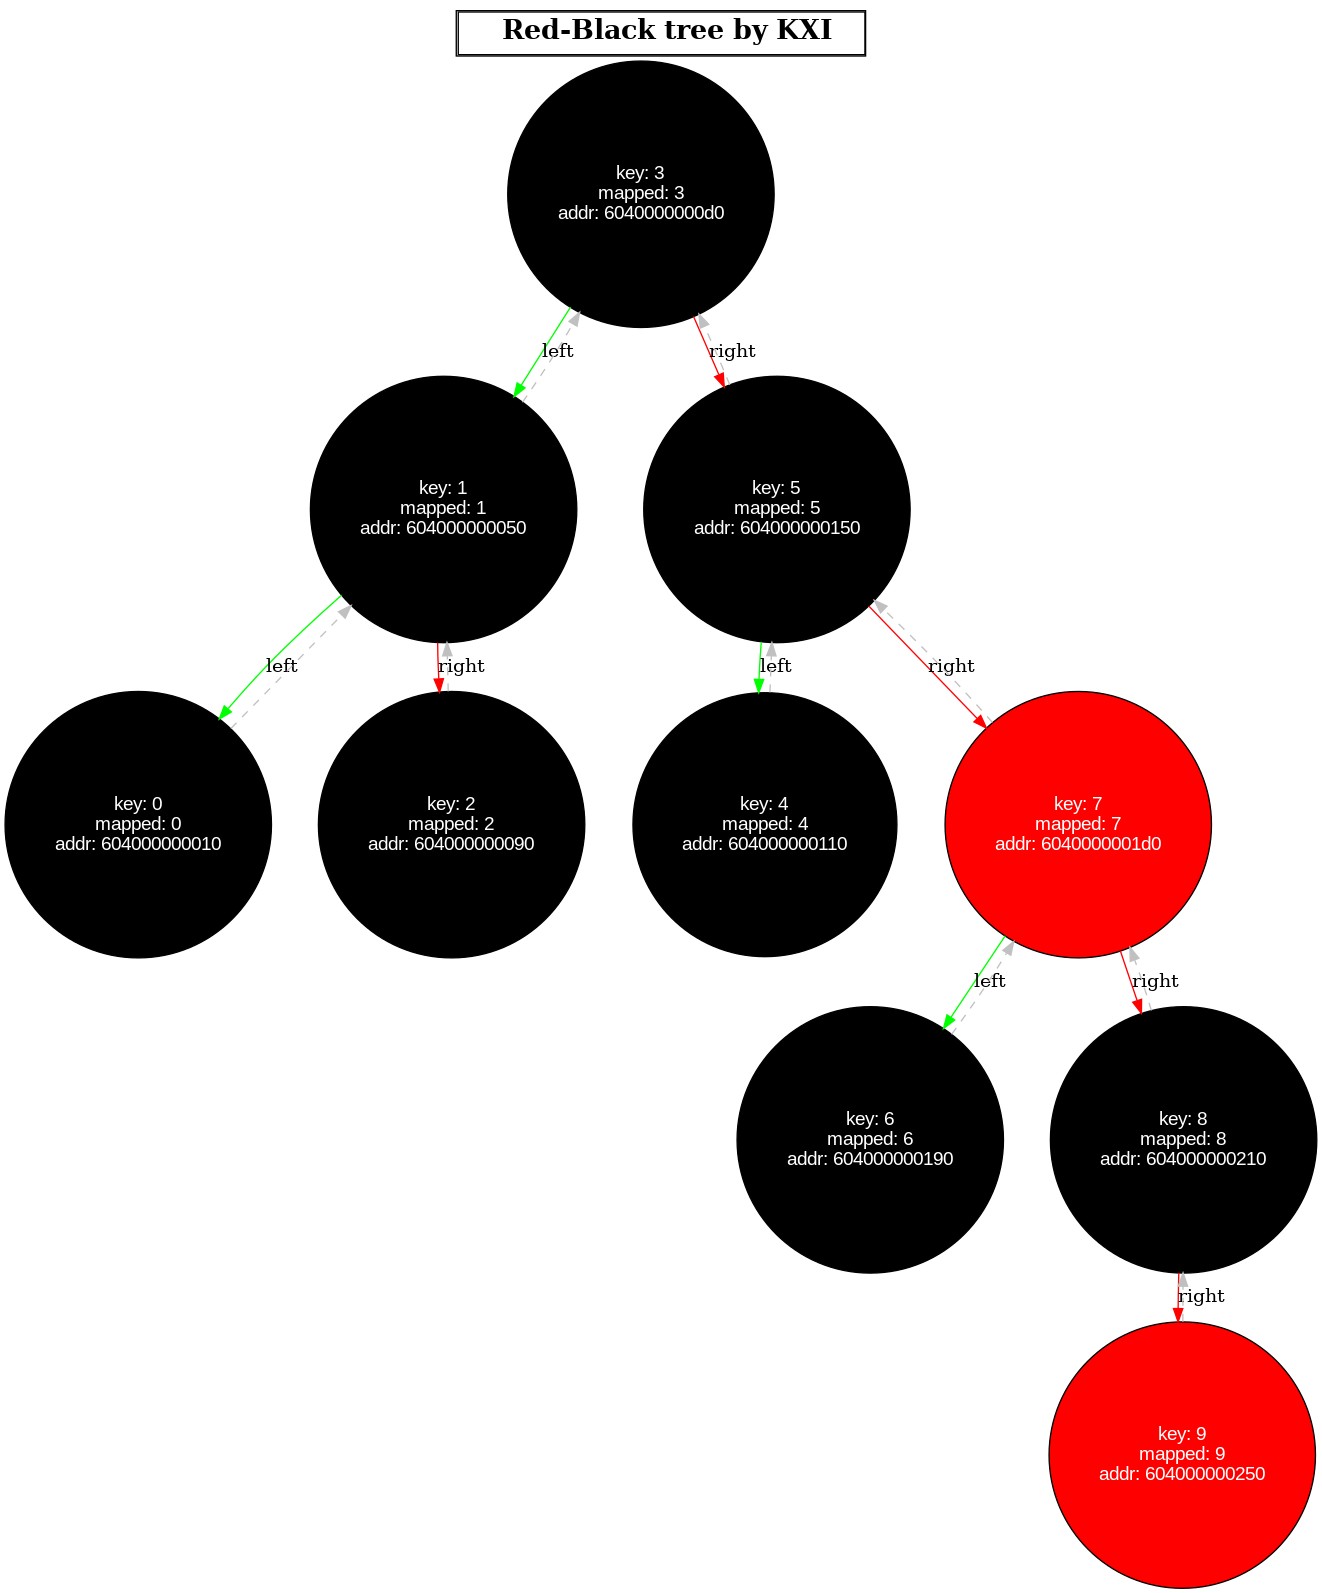 Red-Black tree by KXI
key: 3
mapped: 3
addr: 6040000000d0
left
right
key: 1
mapped: 1
addr: 604000000050
key: 5
mapped: 5
addr: 604000000150
left
right
left
right
key: 0
mapped: 0
addr: 604000000010
key: 2
mapped: 2
addr: 604000000090
key: 4
mapped: 4
addr: 604000000110
key: 7
mapped: 7
addr: 6040000001d0
left
right
key: 6
mapped: 6
addr: 604000000190
key: 8
mapped: 8
addr: 604000000210
right
key: 9
mapped: 9
addr: 604000000250